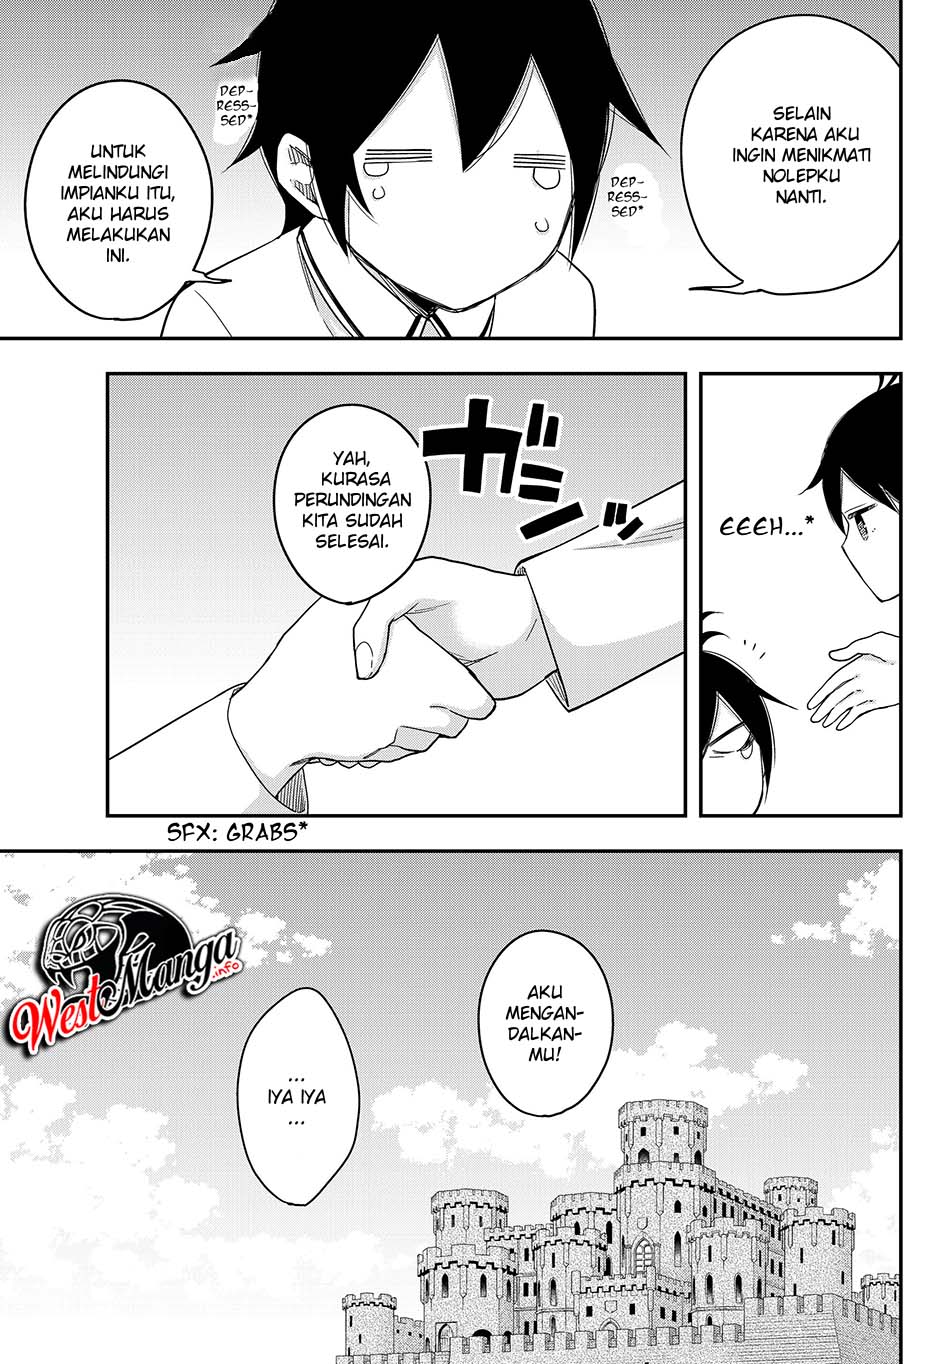 SELAIN
KARENA AKU
INGIN MENIKMATI
NOLEPKU
NANTI.
DEP-
RESS-
SED*
DEP-
RESS-
SED*
UNTUK
MELINDUNGI
IMPIANKU ITU,
AKU HARUS
MELAKUKAN
INI.
EEEH...*
ガシッ
YAH,
KURASA
PERUNDINGAN
KITA SUDAH
SELESAI.
SFX: GRABS*
AKU
MENGAN-
DALKAN-
MU!
...
IYA IYA
...
WestManga
.info